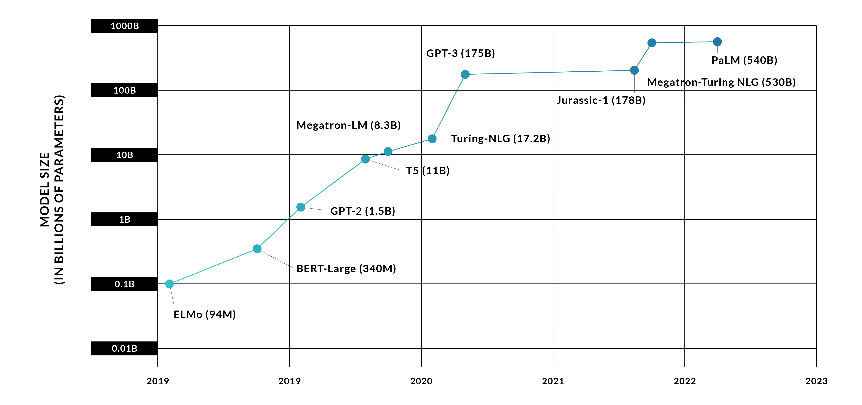 1000B
GPT-3 (175B)
PaLM (540B)
Megatron-Turing NLG (530B)
100B
Jurassic-1 (178B)
Megatron-LM (8.3B)
Turing-NLG (17.2B)
10B
T5 (11B)
MODEL SIZE
(IN BILLIONS OF PARAMETERS)
GPT-2 (1.5B)
1B
BERT-Large (340M)
0.1B
ELMo (94M)
0.01B
2019 2019 2020 2021 2022 2023